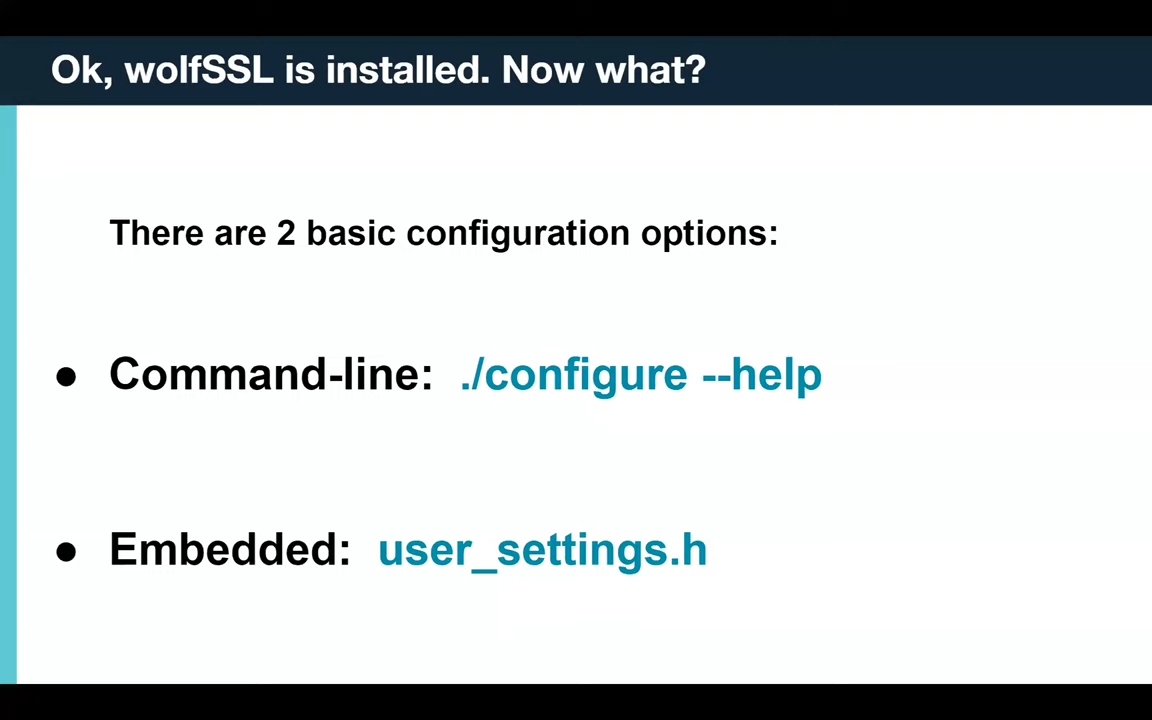 Ok, wolfSSL is installed. Now what?
There are 2 basic configuration options:
● Command-line: ./configure --help
● Embedded: user_settings.h